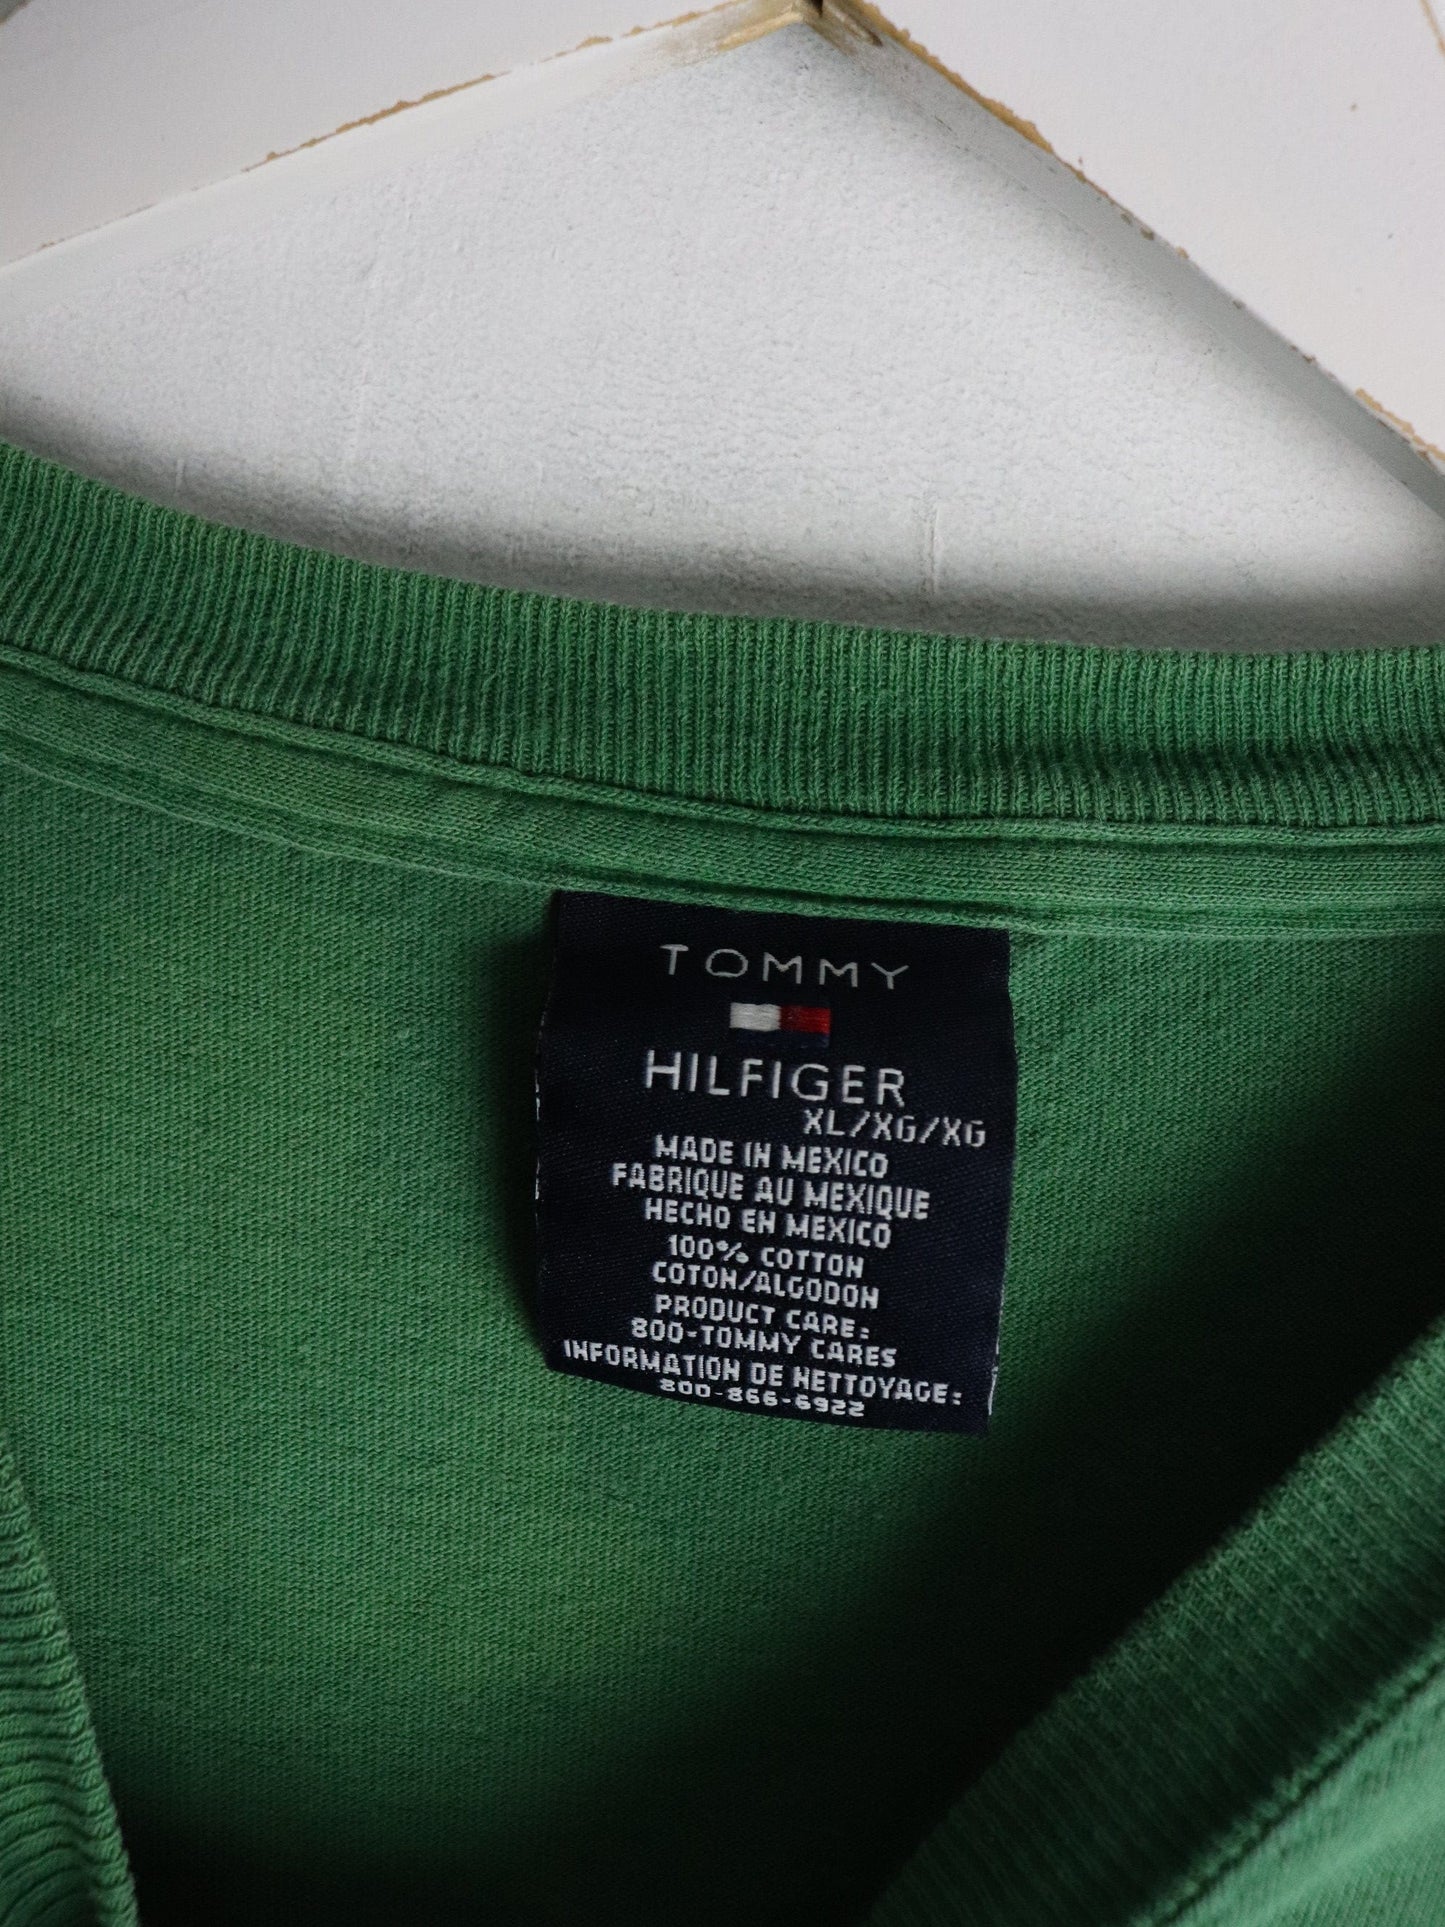 TOMMY
HILFIGER
XL/XG/XG
MADE IN MEXICO
FABRIQUE AU MEXIQUE
HECHO EN MEXICO
100% COTTON
COTON/ALGODON
PRODUCT CARE:
800-TOMMY CARES
INFORMATION DE NETTOYAGE:
800-866-6922